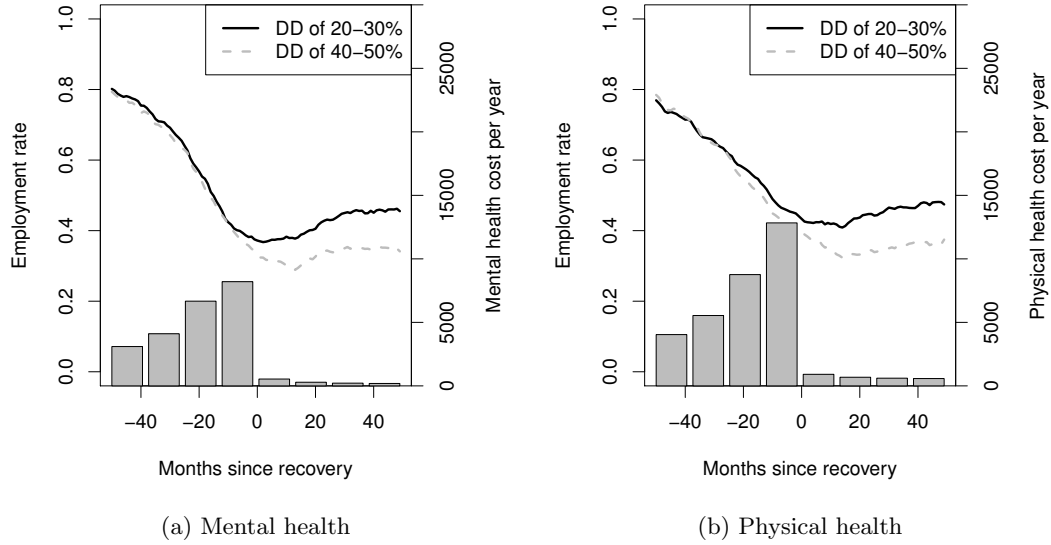 DD of 20−30%
DD of 40−50%
1.0
0.8
0.6
0.4
0.2
0.0
Employment rate
25000
15000
5000
0
Mental health cost per year
−40 −20 0 20 40
Months since recovery
(a) Mental health
DD of 20−30%
DD of 40−50%
1.0
0.8
0.6
0.4
0.2
0.0
Employment rate
25000
15000
5000
0
Physical health cost per year
−40 −20 0 20 40
Months since recovery
(b) Physical health